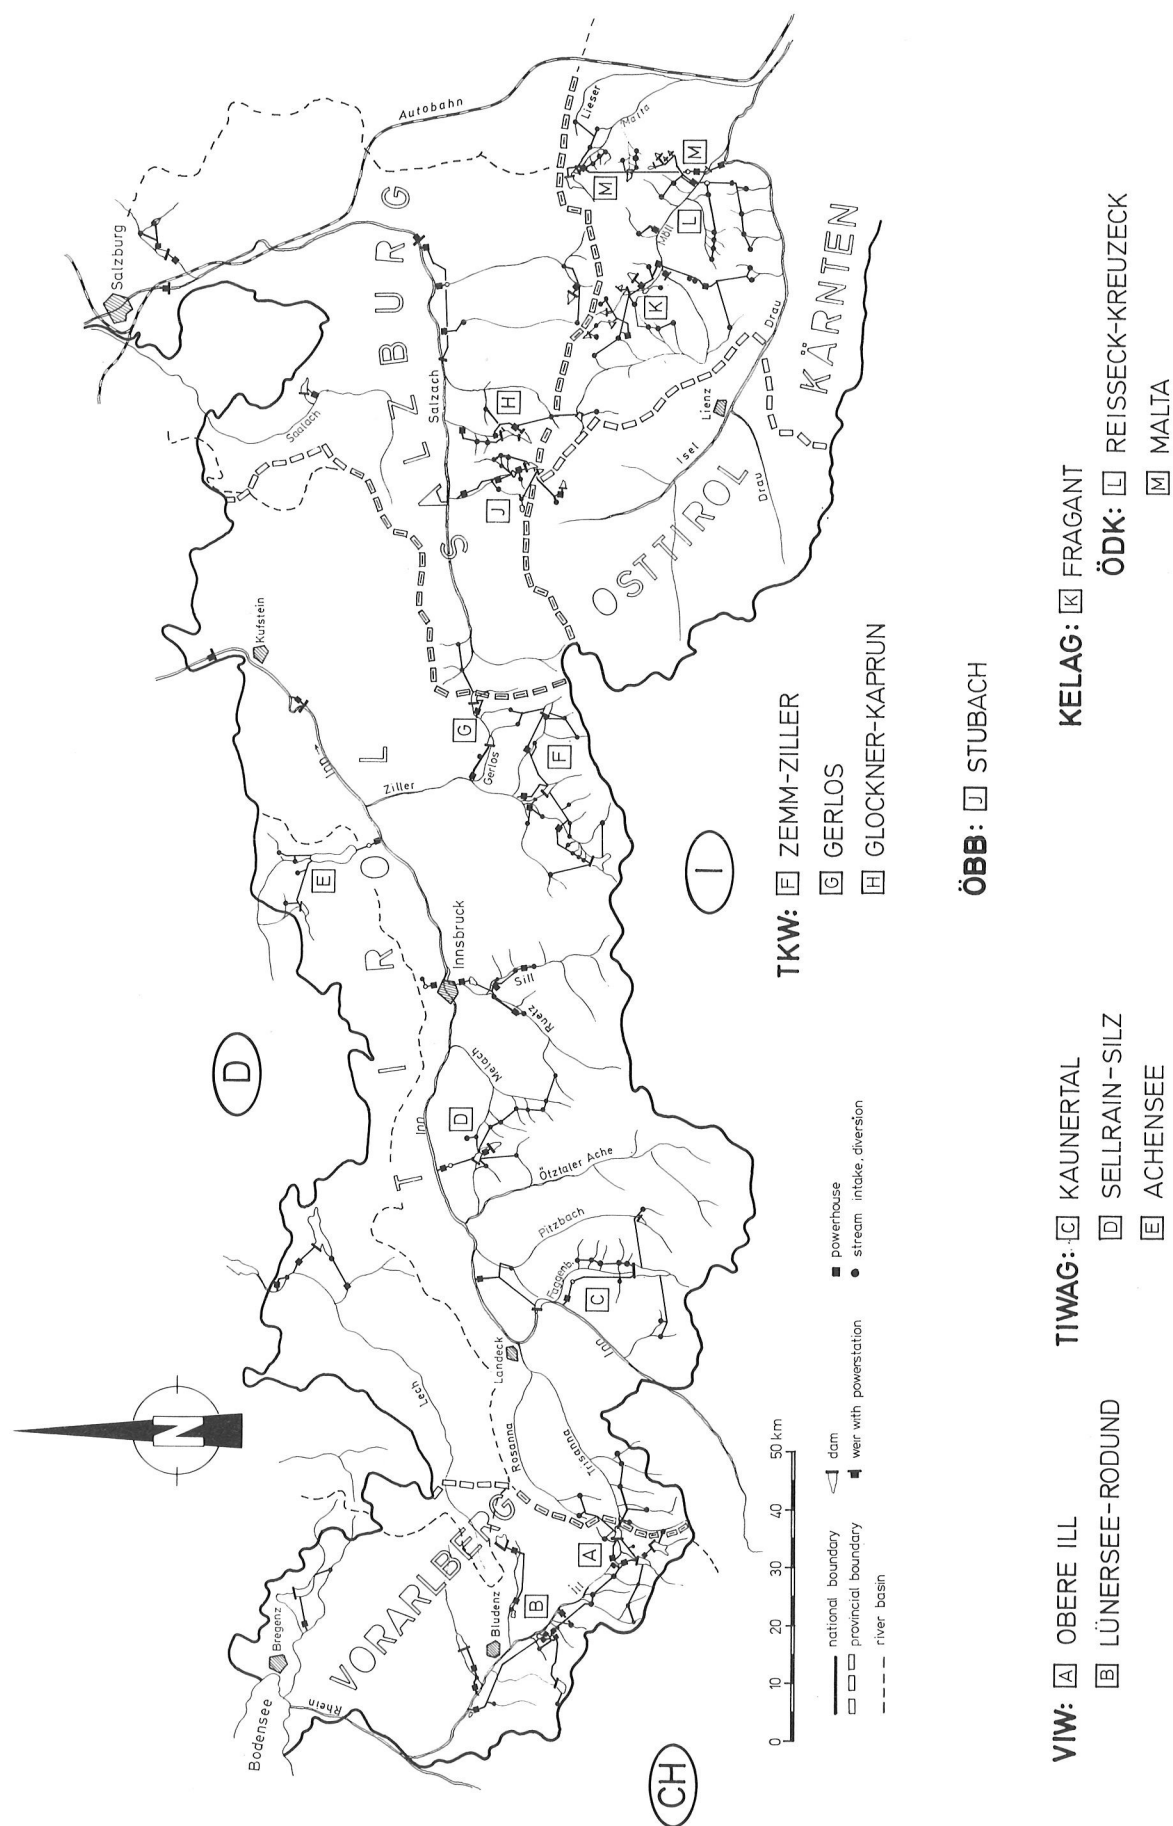 Salzburg
Autobahn
Saalach
Salzach
SALZBURG
Lieser
Malta
M
M
L
Möll
K
H
J
Drau
KÄRNTEN
Lienz
Isel
Drau
OSTTIROL
Kufstein
Inn
Ziller
Gerlos
G
F
E
TIROL
I
D
Innsbruck
Sill
Ruetz
Melach
Inn
D
Ötztaler Ache
Pitzbach
Faggenb.
C
Inn
Landeck
Lech
Rosanna
Trisanna
N
VORARLBERG
A
B
Ill
Bludenz
Bregenz
Bodensee
Rhein
CH
0 10 20 30 40 50 km
national boundary
provincial boundary
river basin
dam
weir with powerstation
powerhouse
stream intake, diversion
VIW: A OBERE ILL
B LÜNERSEE-RODUND
TIWAG: C KAUNERTAL
D SELLRAIN-SILZ
E ACHENSEE
TKW: F ZEMM-ZILLER
G GERLOS
H GLOCKNER-KAPRUN
ÖBB: J STUBACH
KELAG: K FRAGANT
ÖDK: L REISSECK-KREUZECK
M MALTA